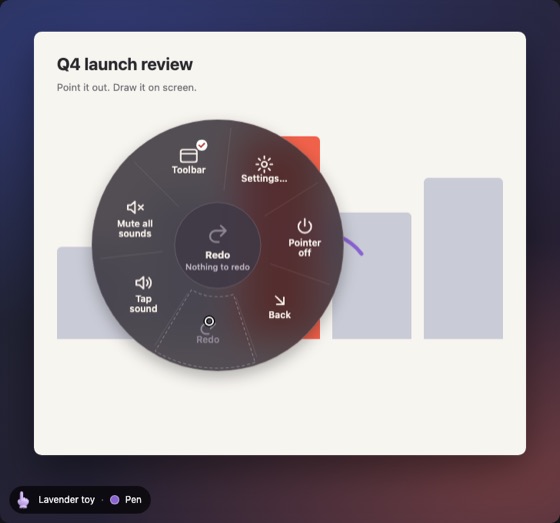 Q4 launch review
Point it out. Draw it on screen.
Toolbar
Settings...
Mute all
sounds
Redo
Nothing to redo
Pointer
off
Tap
sound
Back
Redo
Lavender toy · Pen